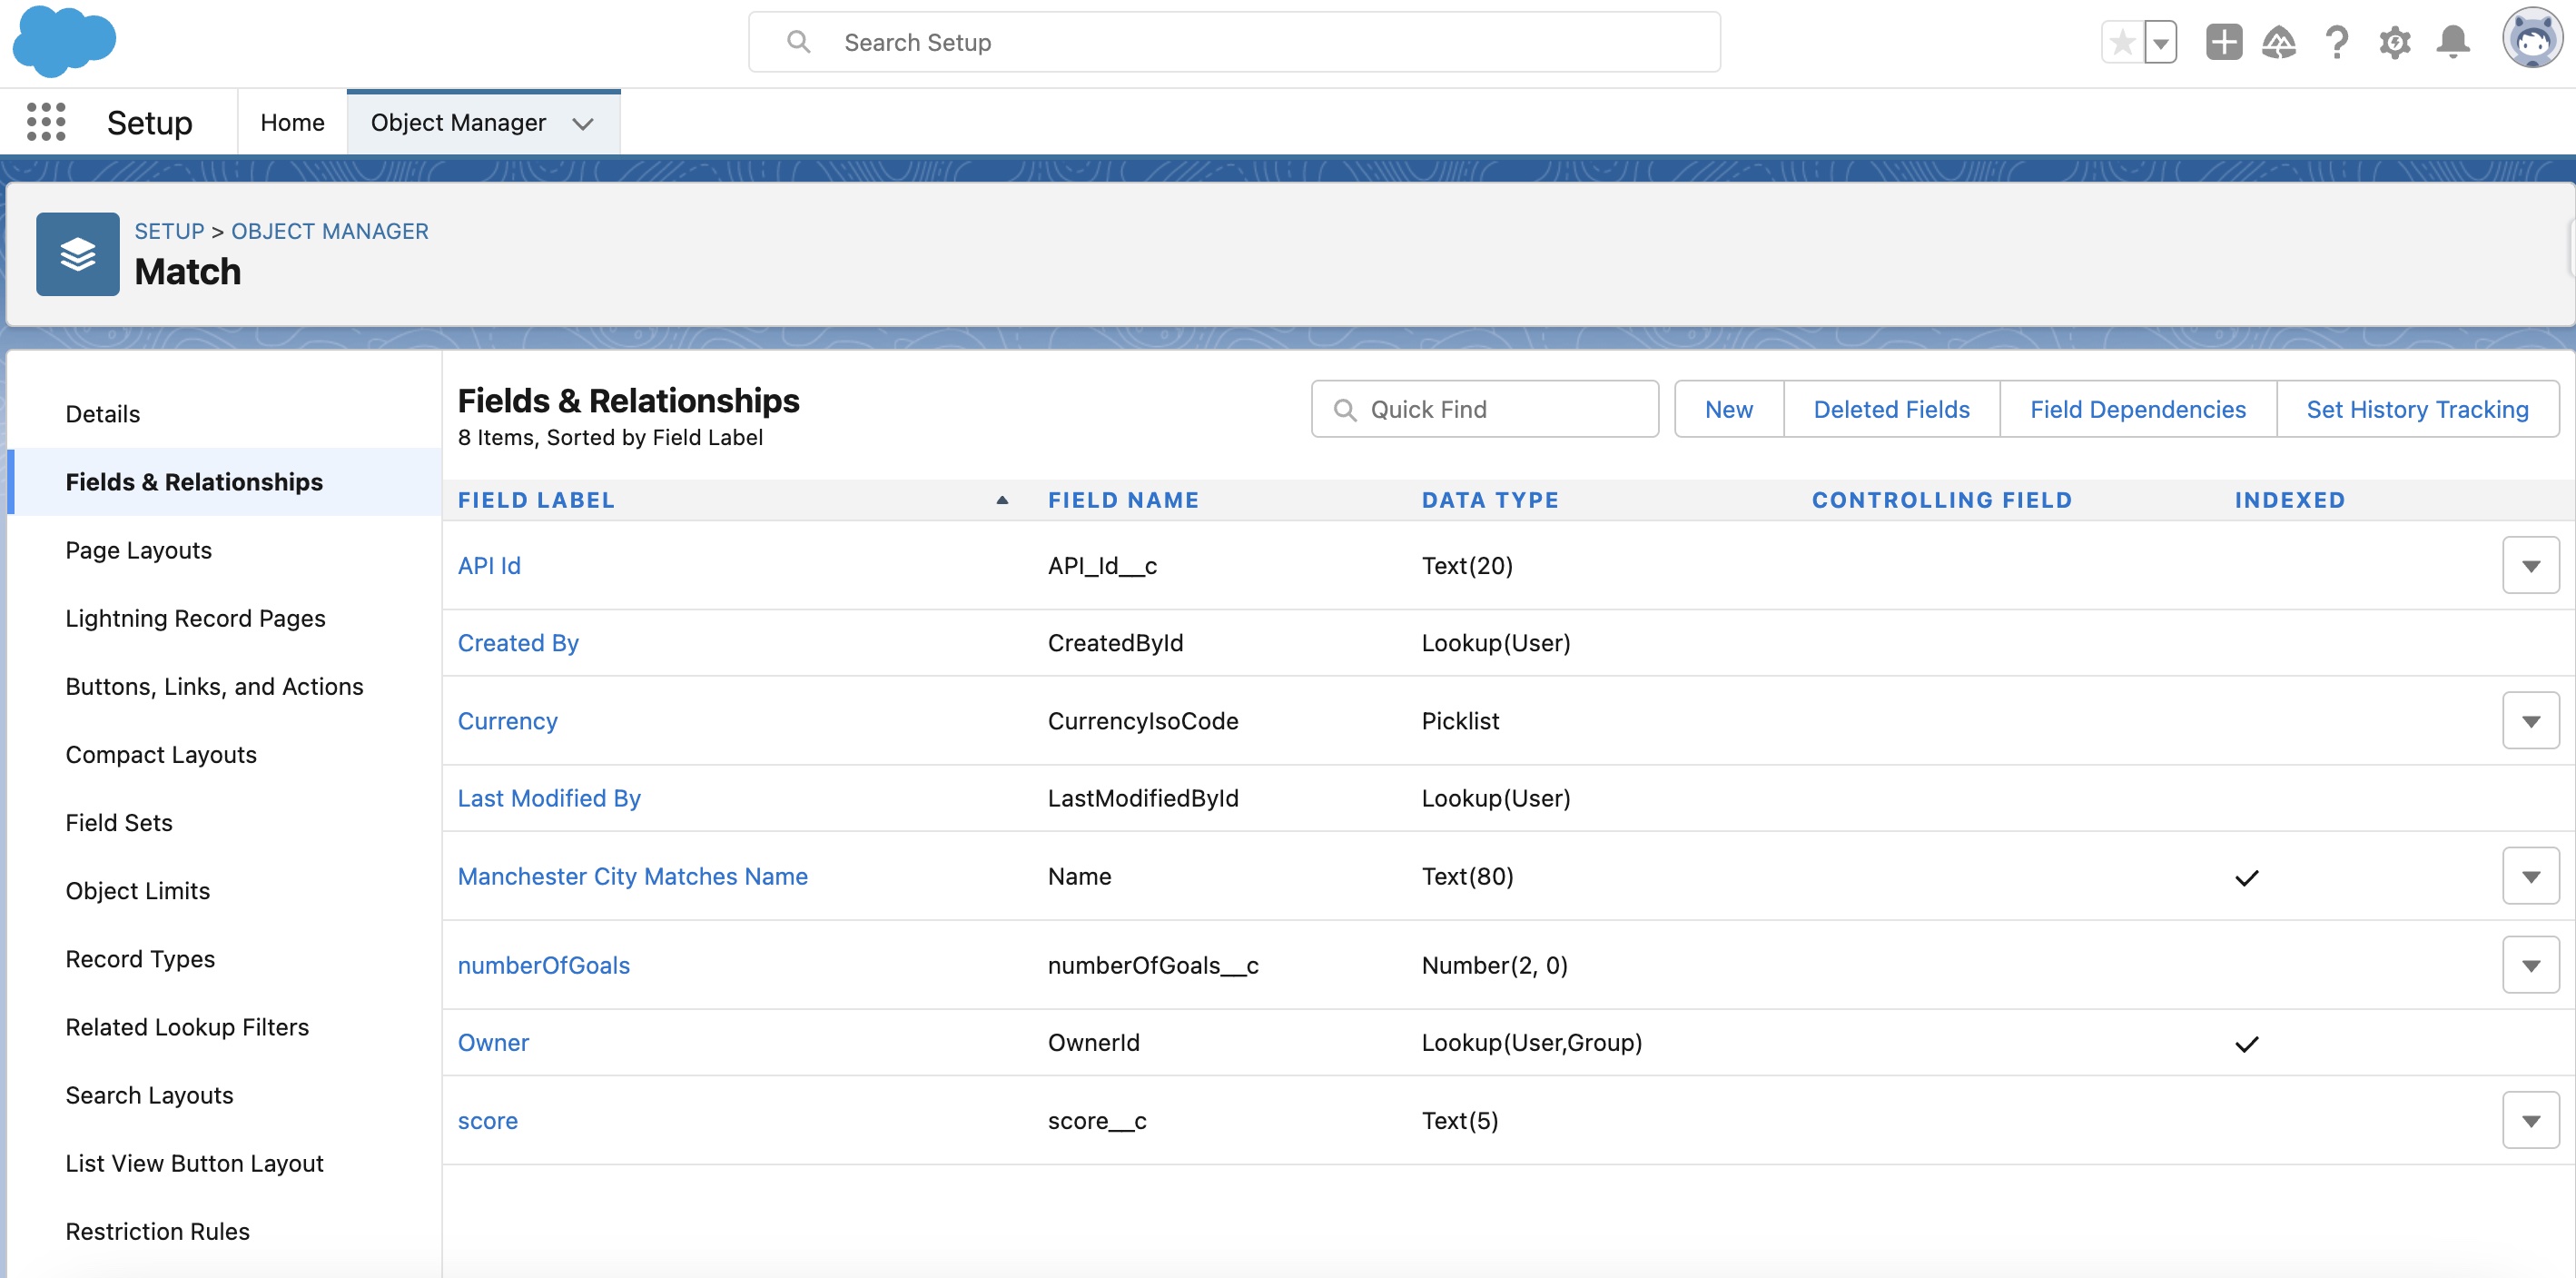 Search Setup
Setup
Home
Object Manager
SETUP > OBJECT MANAGER
Match
Details
Fields & Relationships
Page Layouts
Lightning Record Pages
Buttons, Links, and Actions
Compact Layouts
Field Sets
Object Limits
Record Types
Related Lookup Filters
Search Layouts
List View Button Layout
Restriction Rules
Fields & Relationships
8 Items, Sorted by Field Label
Quick Find
New
Deleted Fields
Field Dependencies
Set History Tracking
FIELD LABEL FIELD NAME DATA TYPE CONTROLLING FIELD INDEXED
API Id API_Id__c Text(20)
Created By CreatedById Lookup(User)
Currency CurrencyIsoCode Picklist
Last Modified By LastModifiedById Lookup(User)
Manchester City Matches Name Name Text(80)
numberOfGoals numberOfGoals__c Number(2, 0)
Owner OwnerId Lookup(User,Group)
score score__c Text(5)